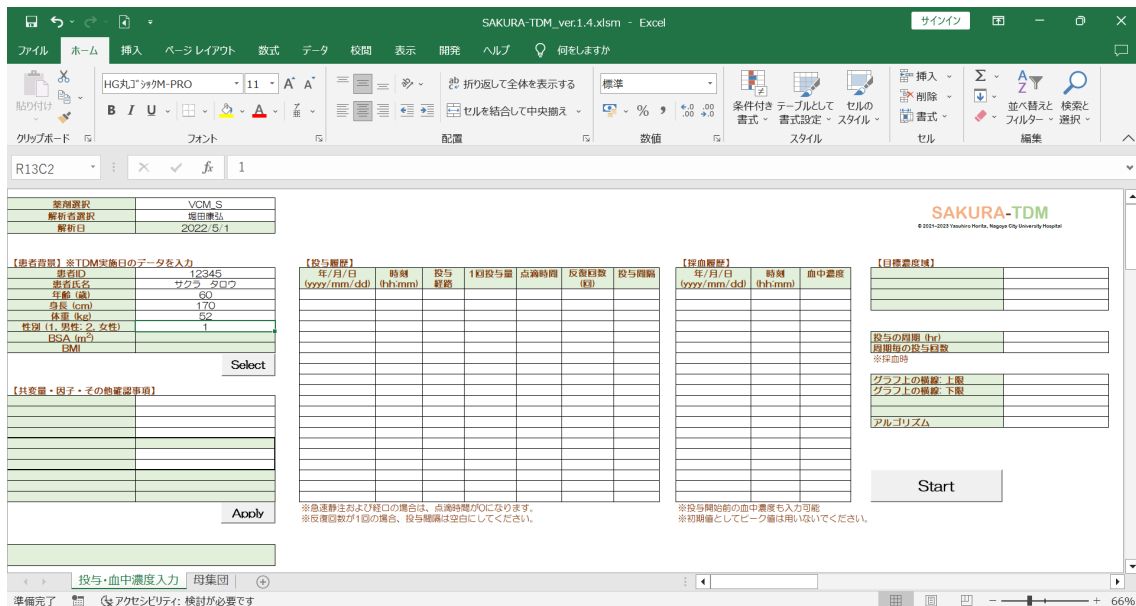 SAKURA-TDM_ver.1.4.xlsm - Excel
サインイン
ファイル ホーム 挿入 ページ レイアウト 数式 データ 校閲 表示 開発 ヘルプ 何をしますか
貼り付け
HG丸ゴシックM-PRO 11
B I U
折り返して全体を表示する
セルを結合して中央揃え
標準
条件付き書式
テーブルとして書式設定
セルのスタイル
挿入
削除
書式
並べ替えと フィルター
検索と 選択
クリップボード フォント 配置 数値 スタイル セル 編集
R13C2 fx 1
薬剤選択 VCM_S
解析者選択 堀田康弘
解析日 2022/5/1
SAKURA-TDM
© 2021-2023 Yasuhiro Horita, Nagoya City University Hospital
【患者背景】※TDM実施日のデータを入力
患者ID 12345
患者氏名 サクラ タロウ
年齢 (歳) 60
身長 (cm) 170
体重 (kg) 52
性別 (1, 男性; 2, 女性) 1
BSA (m²)
BMI
Select
【共変量・因子・その他確認事項】
Apply
【投与履歴】
年/月/日 (yyyy/mm/dd) 時刻 (hh:mm) 投与経路 1回投与量 点滴時間 反復回数 (回) 投与間隔
※急速静注および経口の場合は、点滴時間が0になります。
※反復回数が1回の場合、投与間隔は空白にしてください。
【採血履歴】
年/月/日 (yyyy/mm/dd) 時刻 (hh:mm) 血中濃度
※投与開始前の血中濃度も入力可能
※初期値としてピーク値は用いないでください。
【目標濃度域】
投与の周期 (hr)
周期毎の投与回数
※採血時
グラフ上の横線: 上限
グラフ上の横線: 下限
アルゴリズム
Start
投与・血中濃度入力 母集団
準備完了 アクセシビリティ: 検討が必要です 66%